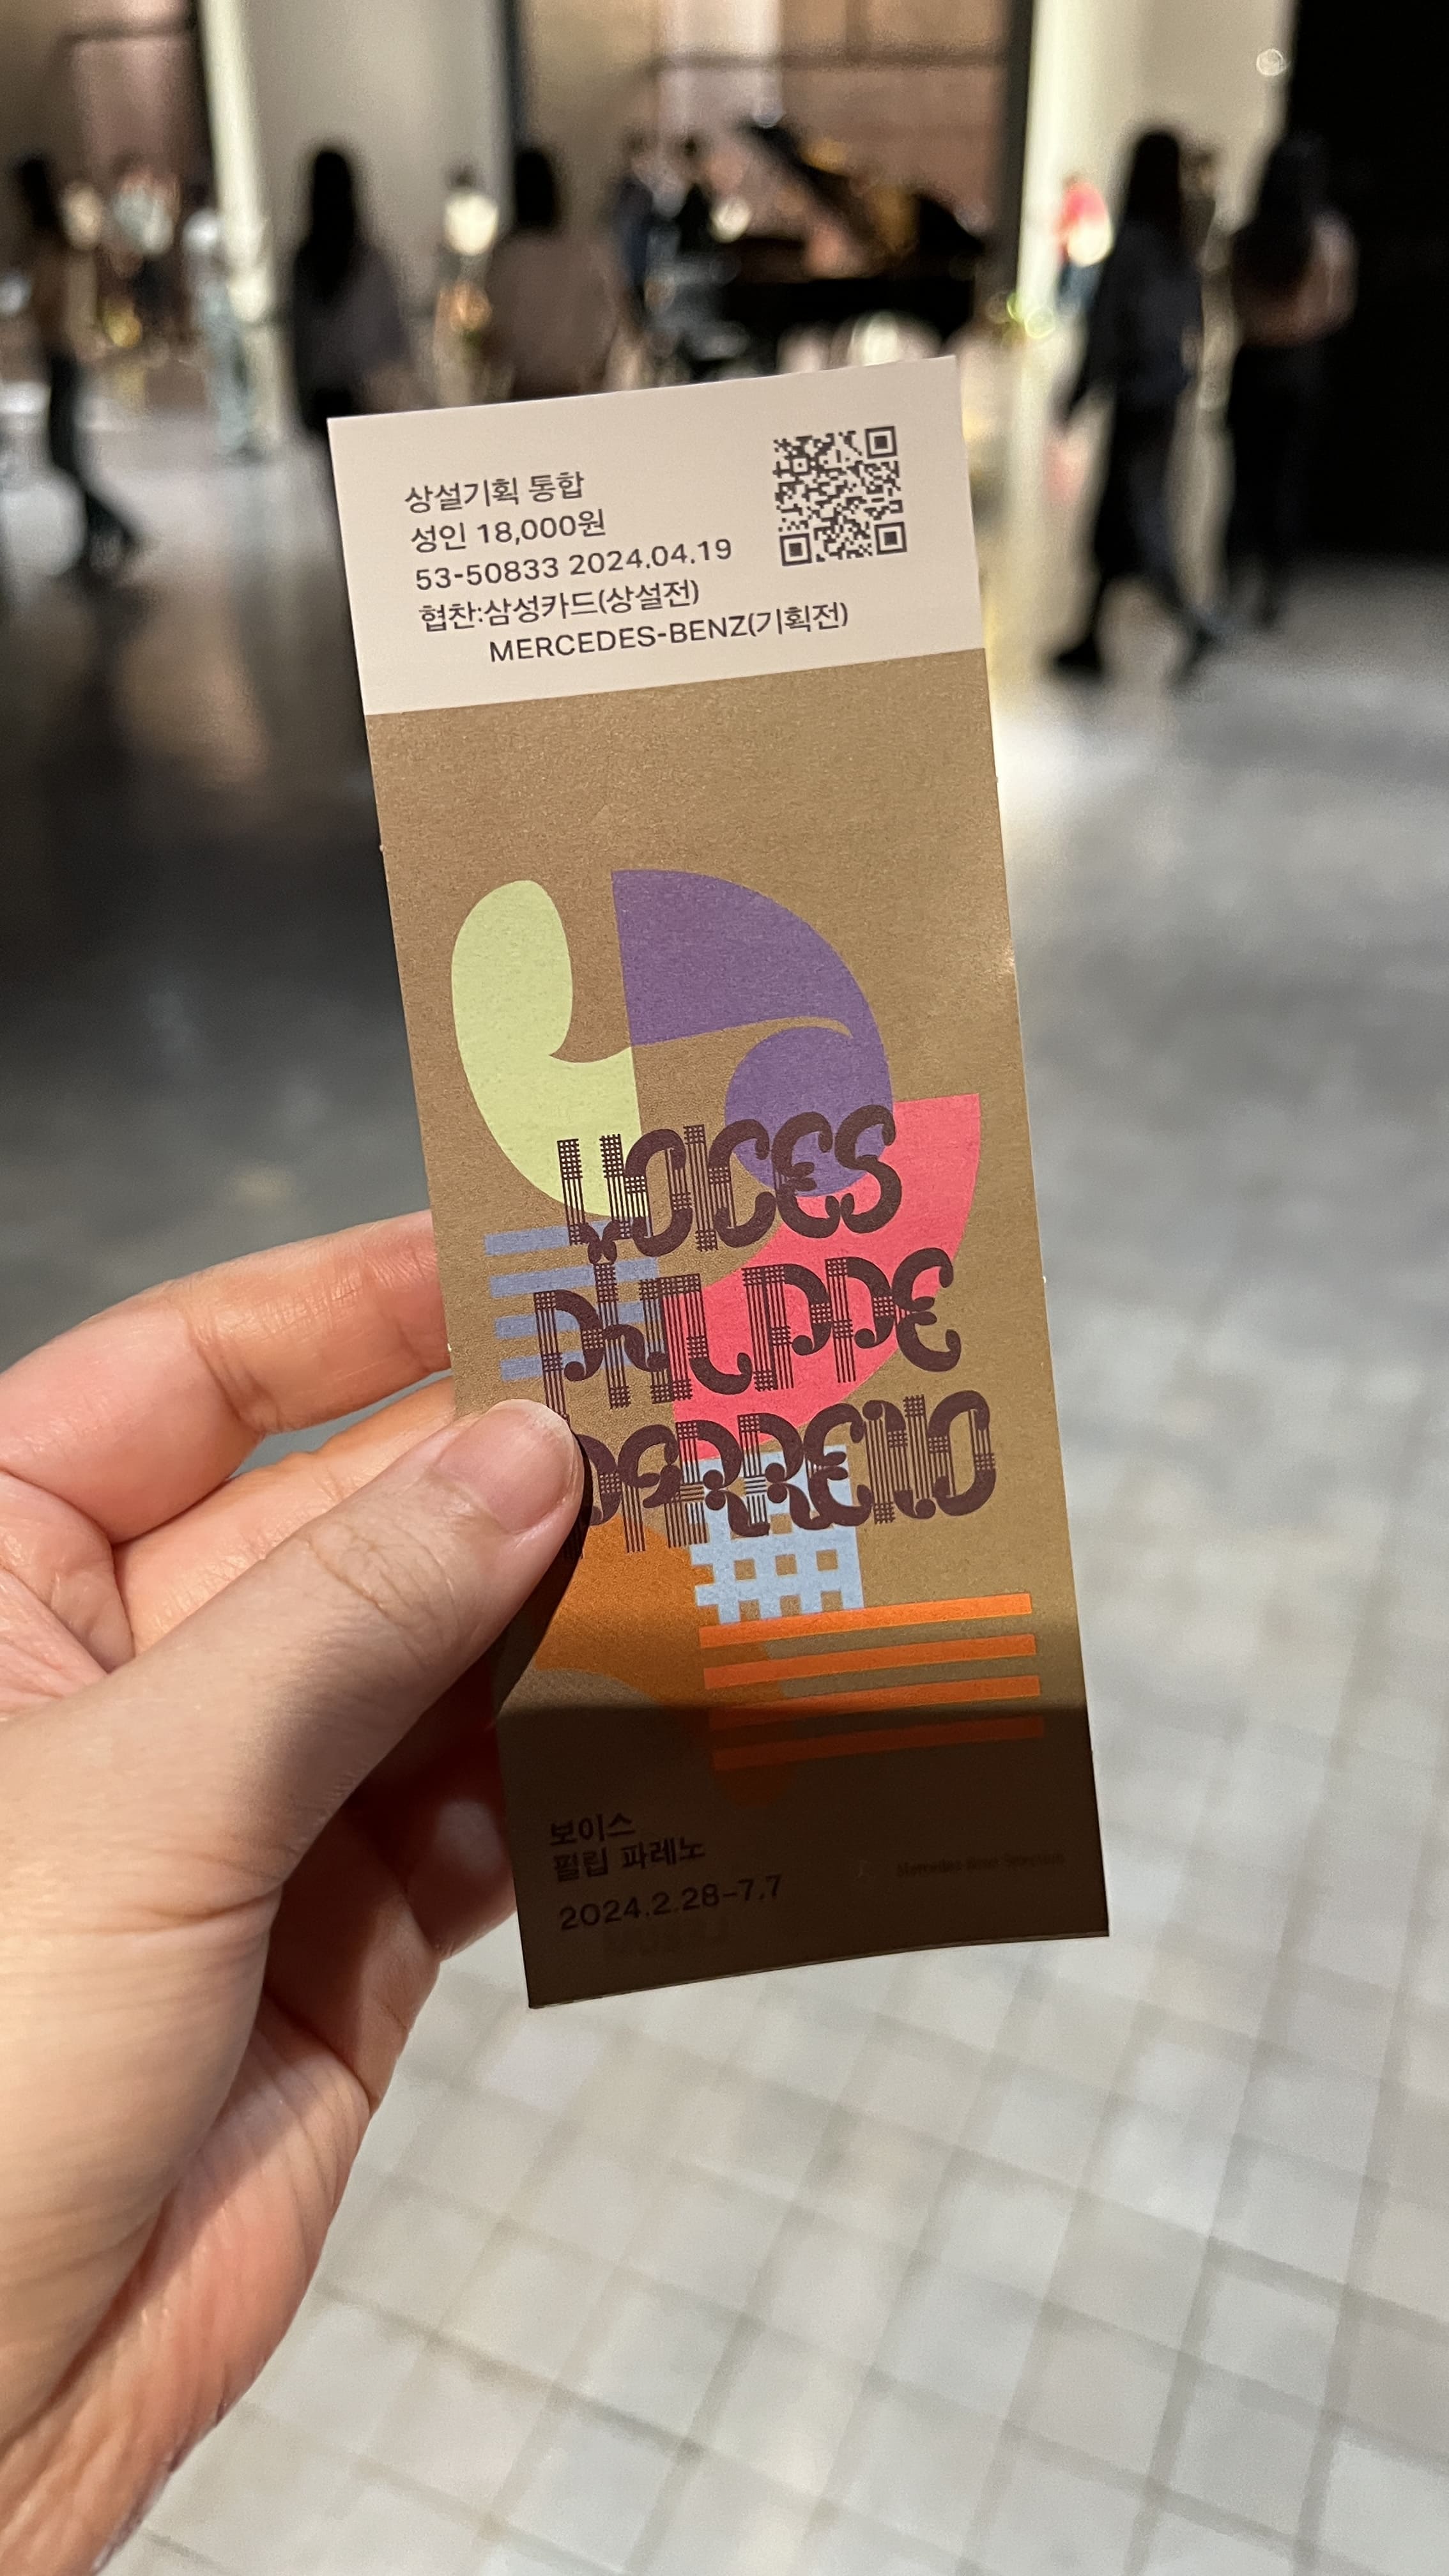 상설기획 통합
성인 18,000원
53-50833 2024.04.19
협찬:삼성카드(상설전)
MERCEDES-BENZ(기획전)
VOICES
PHILIPPE
PARRENO
보이스
필립 파레노
2024.2.28–7.7